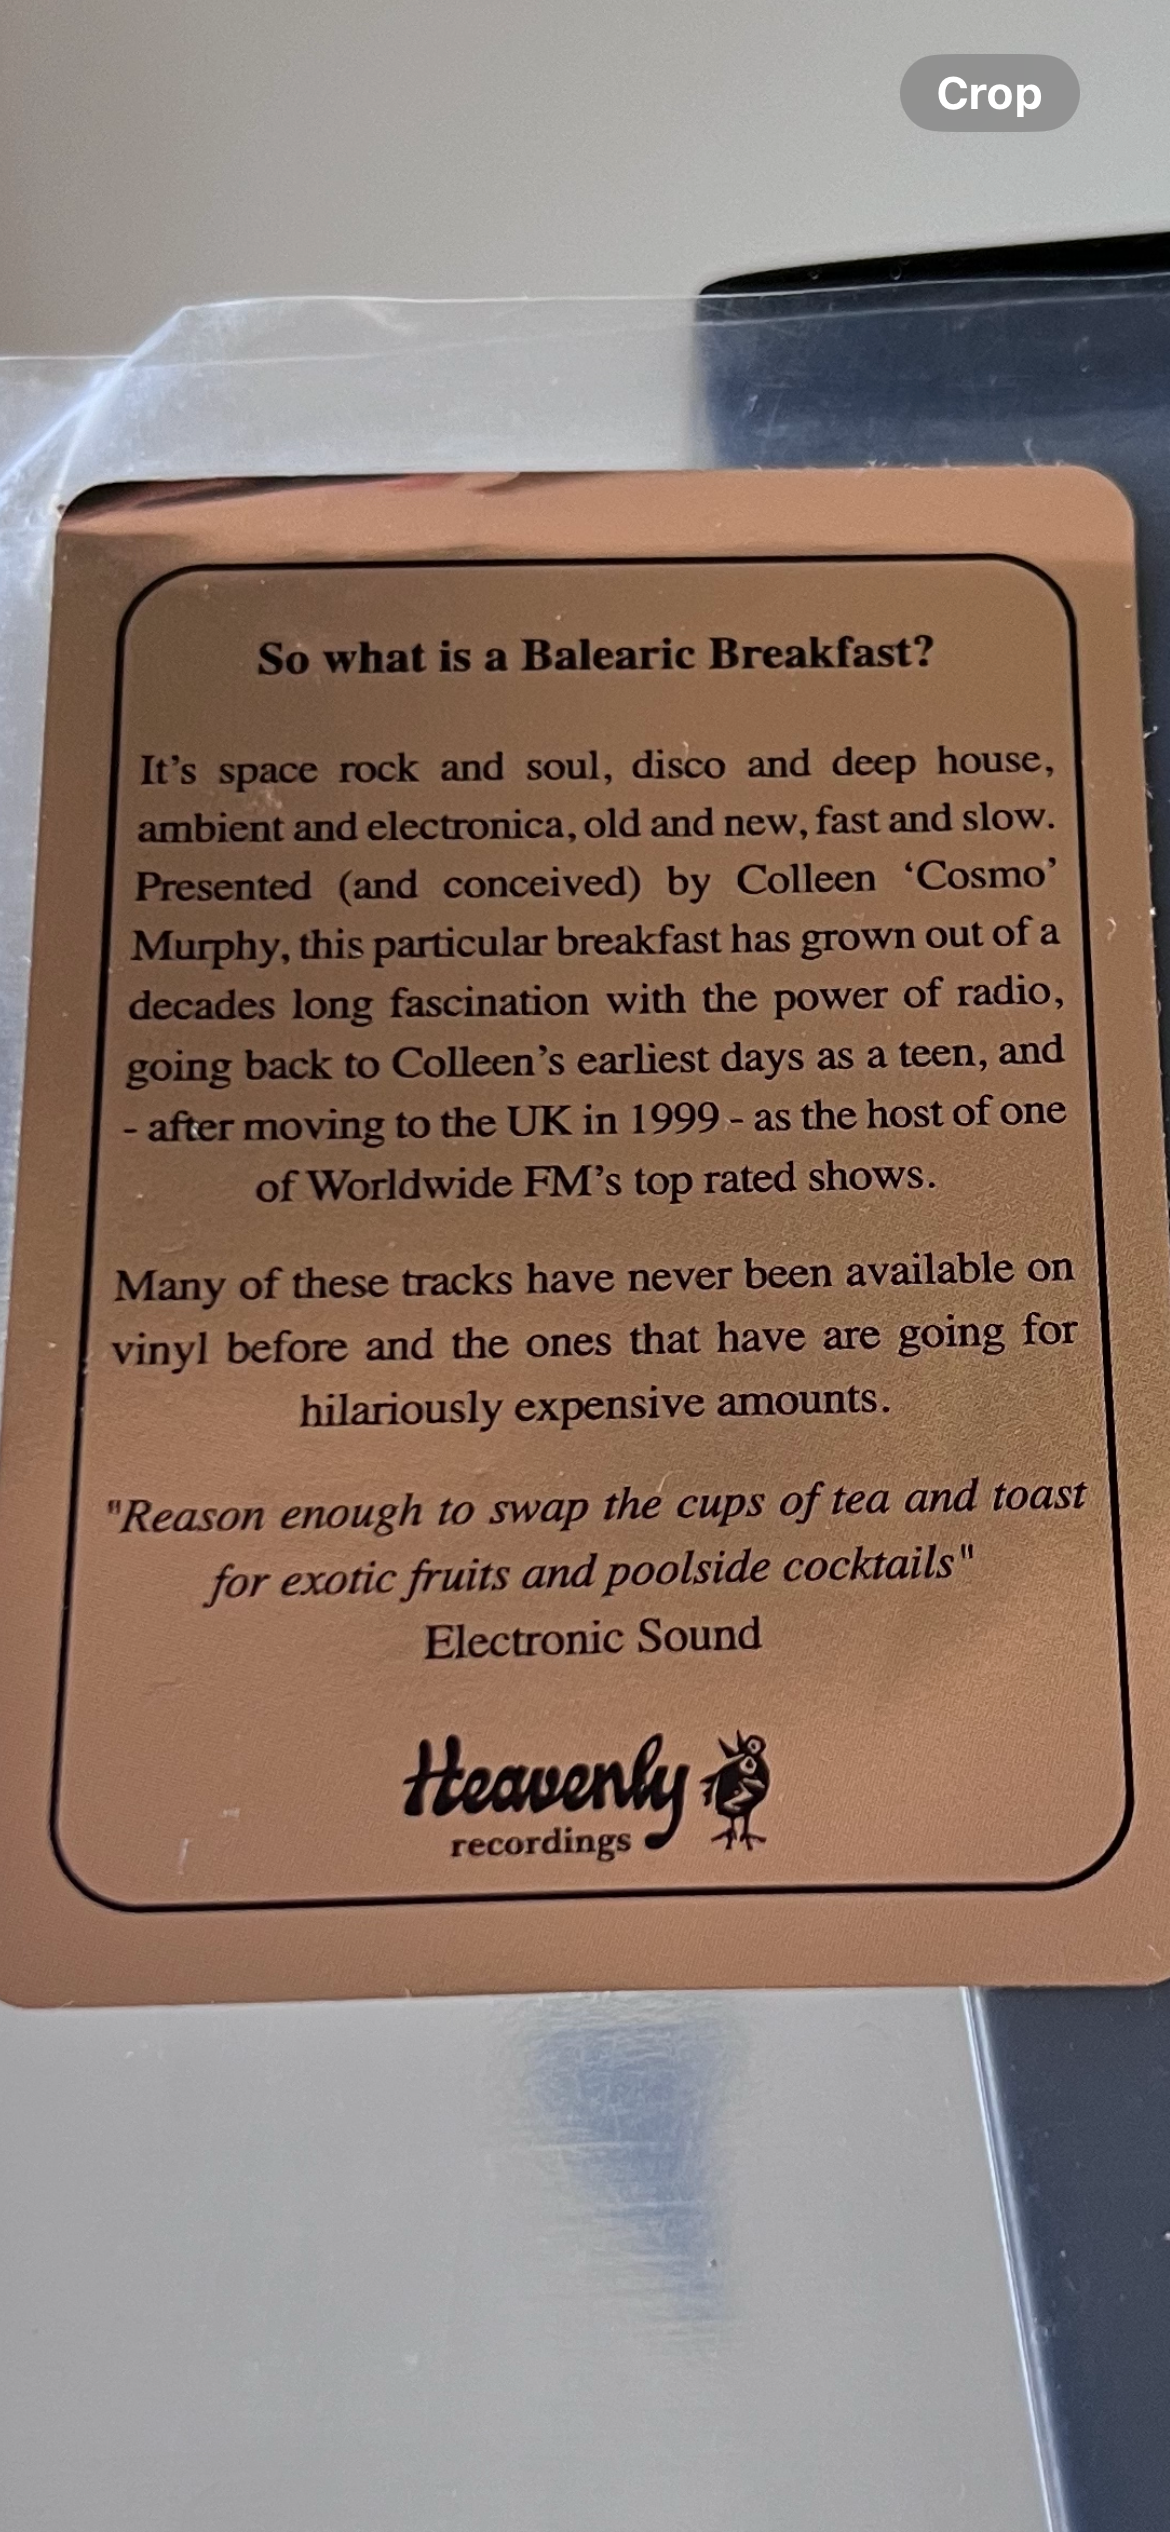 Crop
So what is a Balearic Breakfast?
It’s space rock and soul, disco and deep house,
ambient and electronica, old and new, fast and slow.
Presented (and conceived) by Colleen ‘Cosmo’
Murphy, this particular breakfast has grown out of a
decades long fascination with the power of radio,
going back to Colleen’s earliest days as a teen, and
- after moving to the UK in 1999 - as the host of one
of Worldwide FM’s top rated shows.
Many of these tracks have never been available on
vinyl before and the ones that have are going for
hilariously expensive amounts.
"Reason enough to swap the cups of tea and toast
for exotic fruits and poolside cocktails"
Electronic Sound
Heavenly
recordings